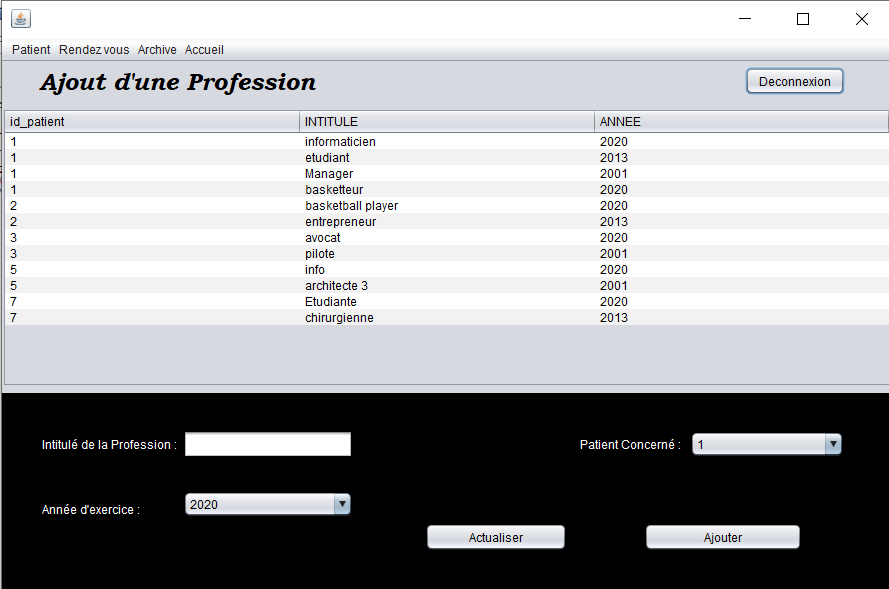 Patient Rendez vous Archive Accueil
Ajout d'une Profession Deconnexion
id_patient INTITULE ANNEE
1 informaticien 2020
1 etudiant 2013
1 Manager 2001
1 basketteur 2020
2 basketball player 2020
2 entrepreneur 2013
3 avocat 2020
3 pilote 2001
5 info 2020
5 architecte 3 2001
7 Etudiante 2020
7 chirurgienne 2013
Intitulé de la Profession : Patient Concerné : 1
Année d'exercice : 2020
Actualiser Ajouter